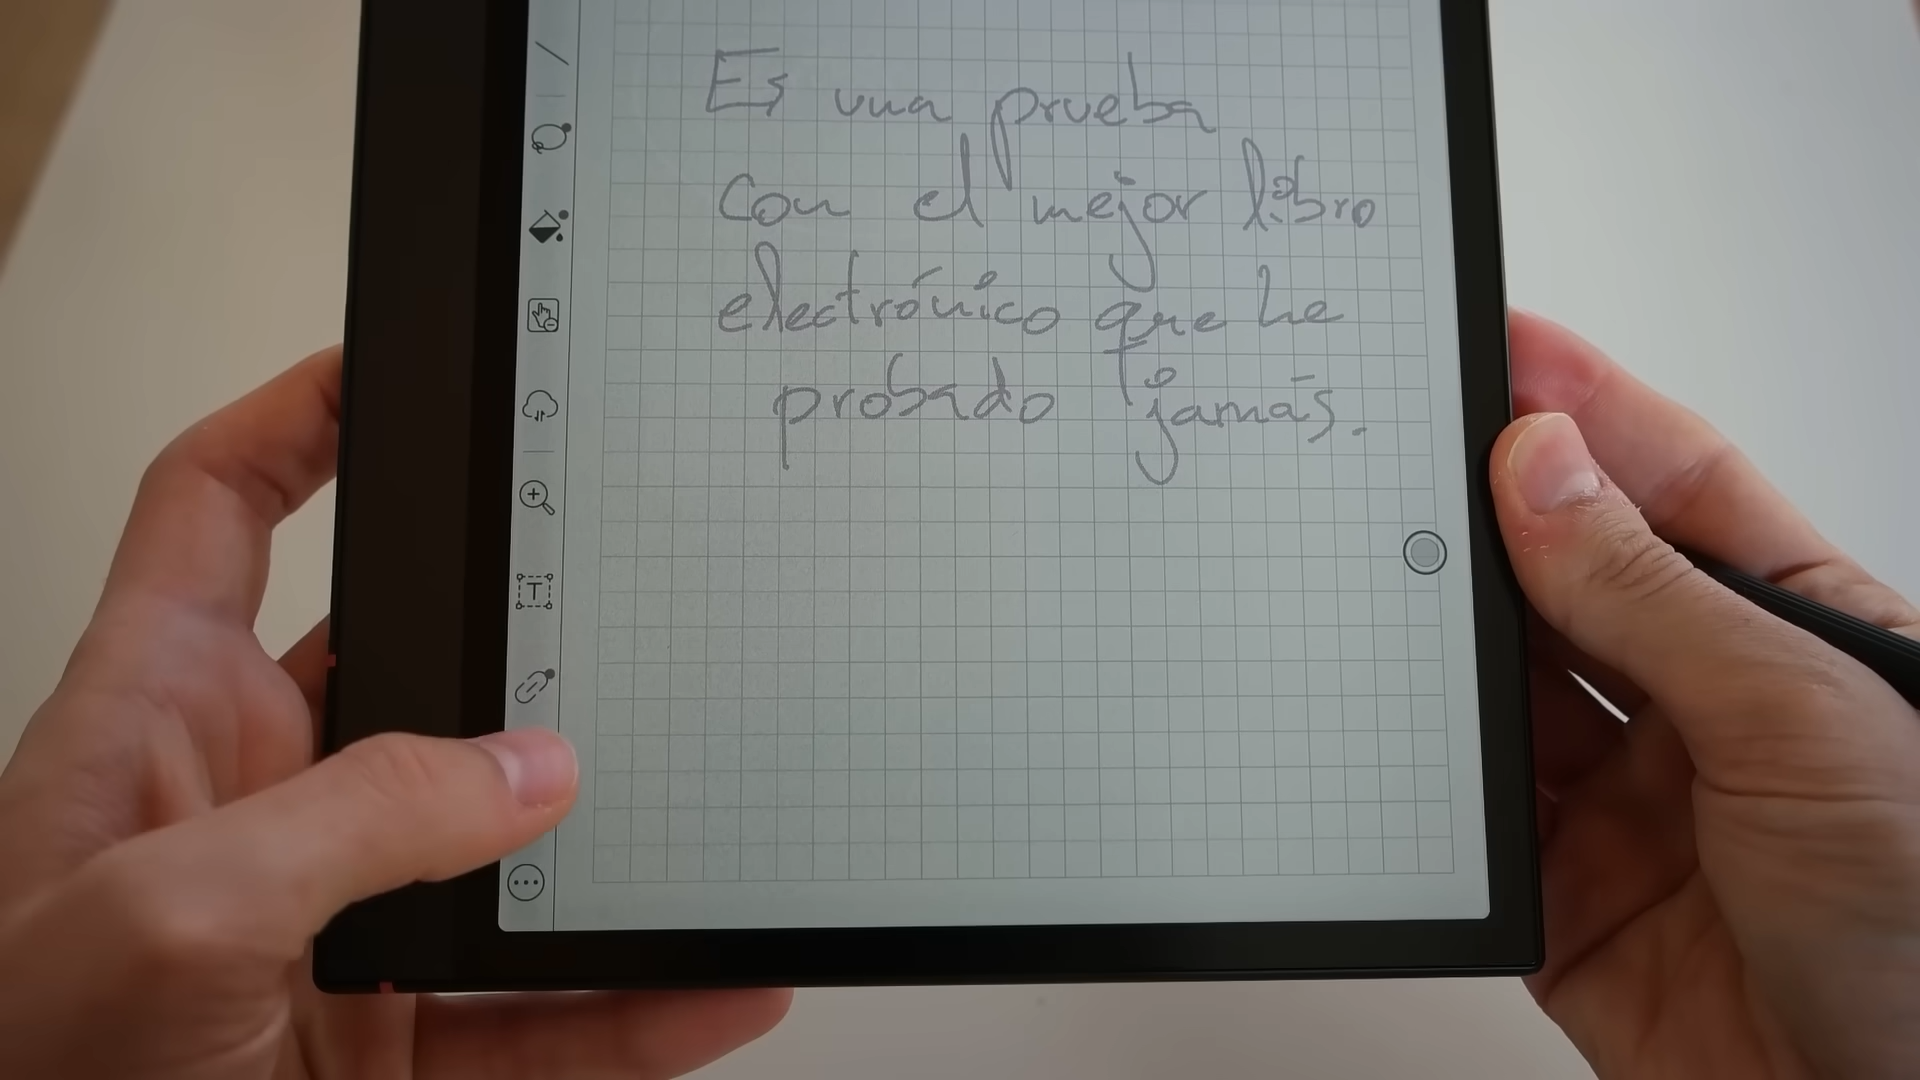 Es una prueba
Con el mejor libro
electrónico que he
probado jamás.
T